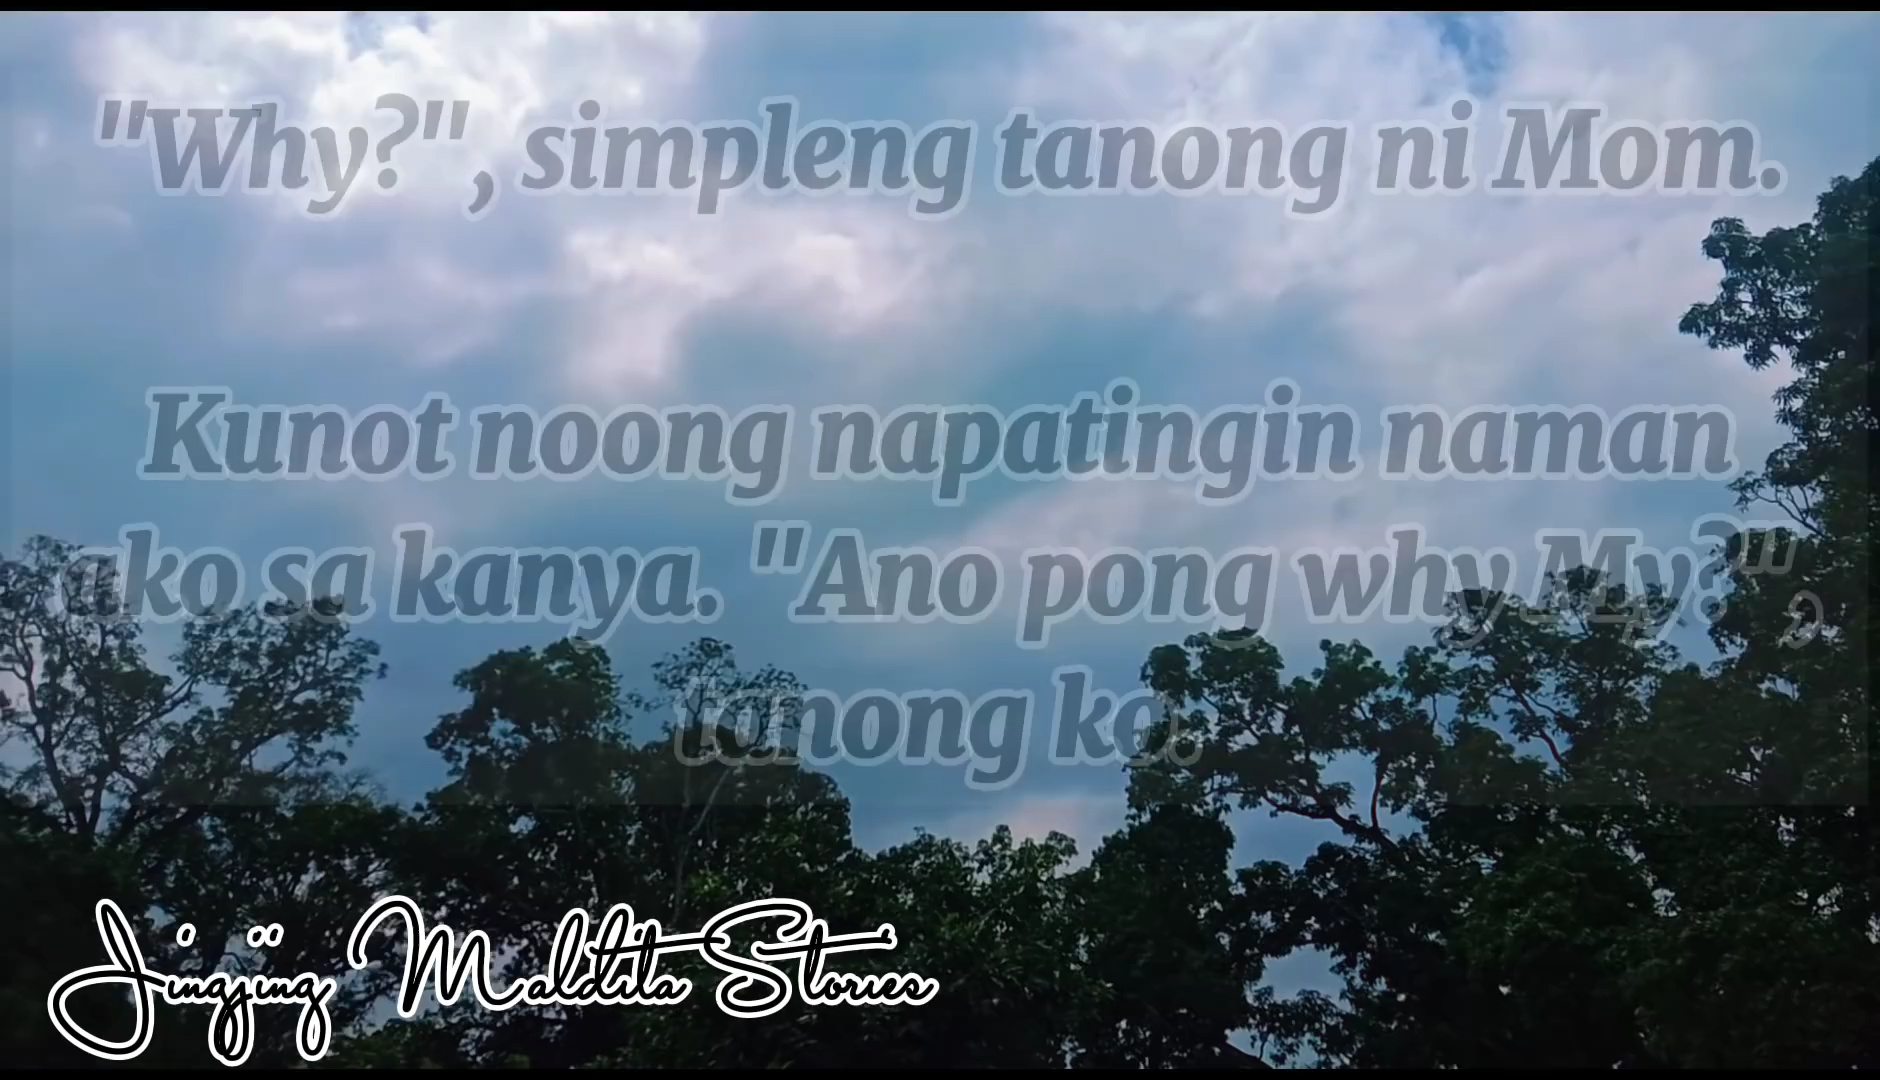 "Why?", simpleng tanong ni Mom.
Kunot noong napatingin naman
ako sa kanya. "Ano pong why My?",
tanong ko.
Jingjing Maldita Stories